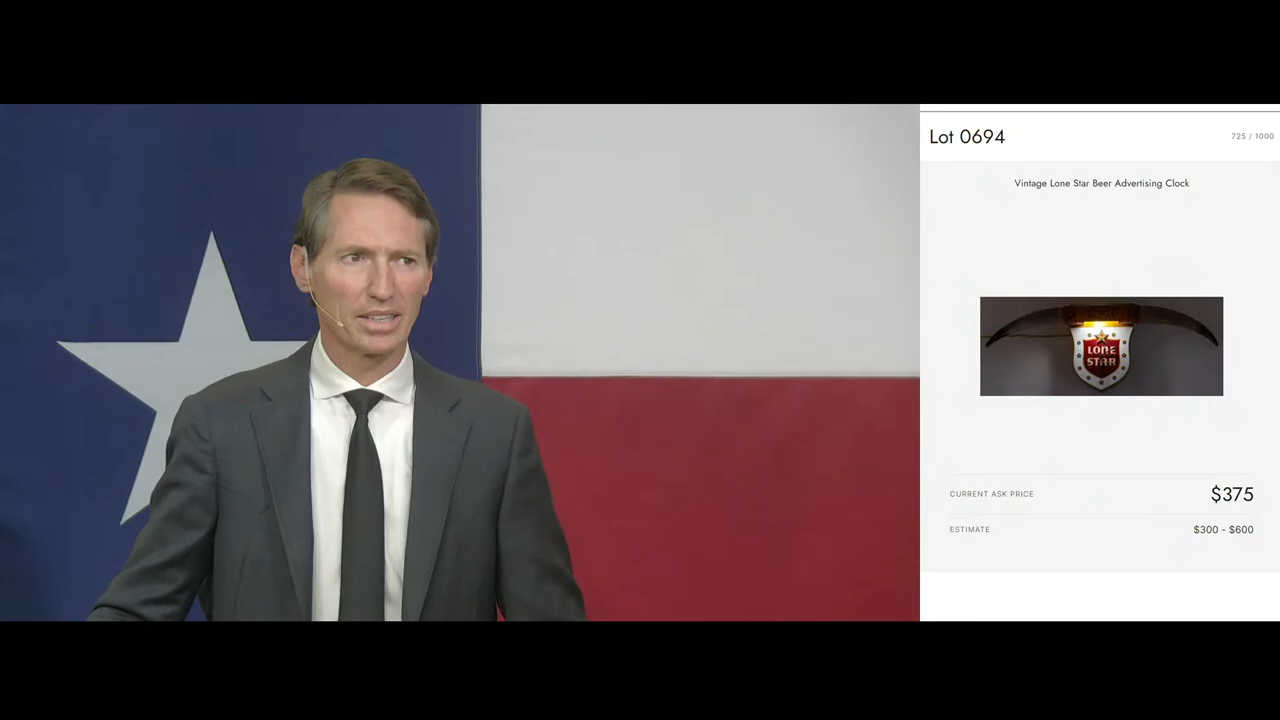 Lot 0694
725 / 1000
Vintage Lone Star Beer Advertising Clock
LONE
STAR
CURRENT ASK PRICE
$375
ESTIMATE
$300 - $600